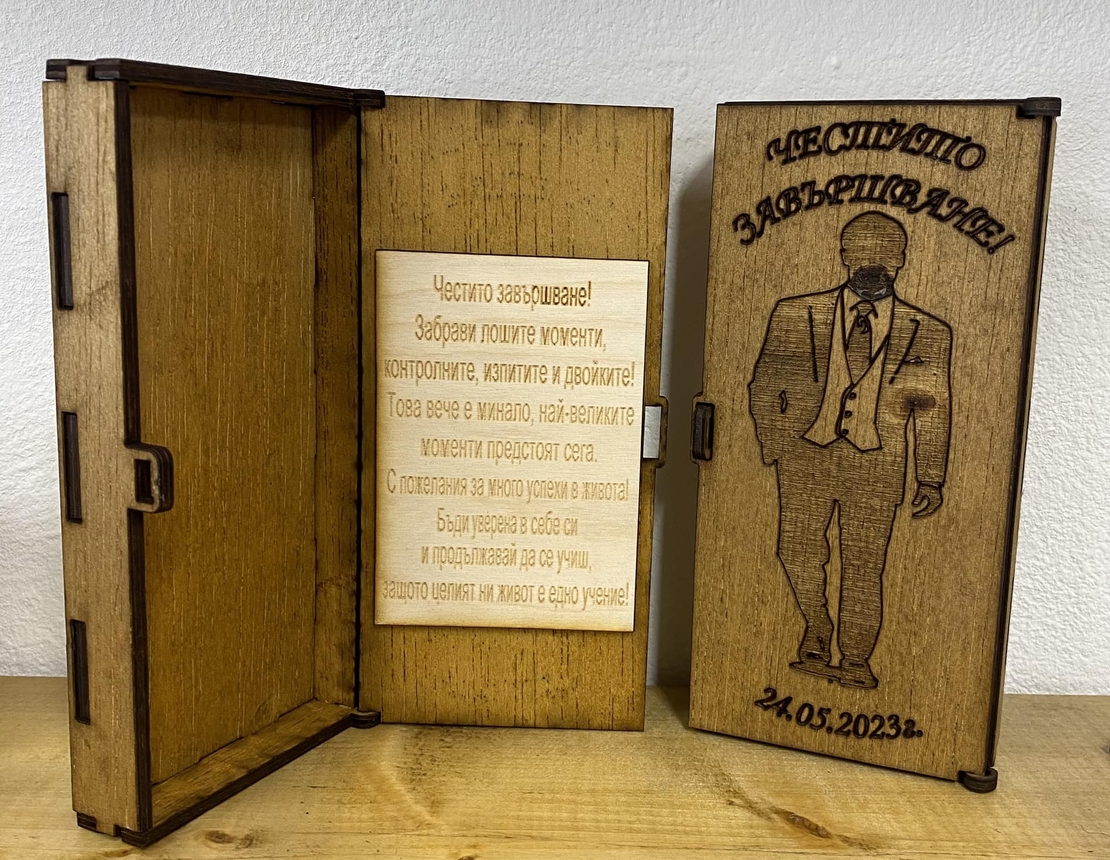 Честито завършване!
Забрави лошите моменти,
контролните, изпитите и двойките!
Това вече е минало, най-великите
моменти предстоят сега.
С пожелания за много успехи в живота!
Бъди уверена в себе си
и продължавай да се учиш,
защото целият ни живот е едно учение!
ЧЕСТИТО
ЗАВЪРШВАНЕ!
24.05.2023г.